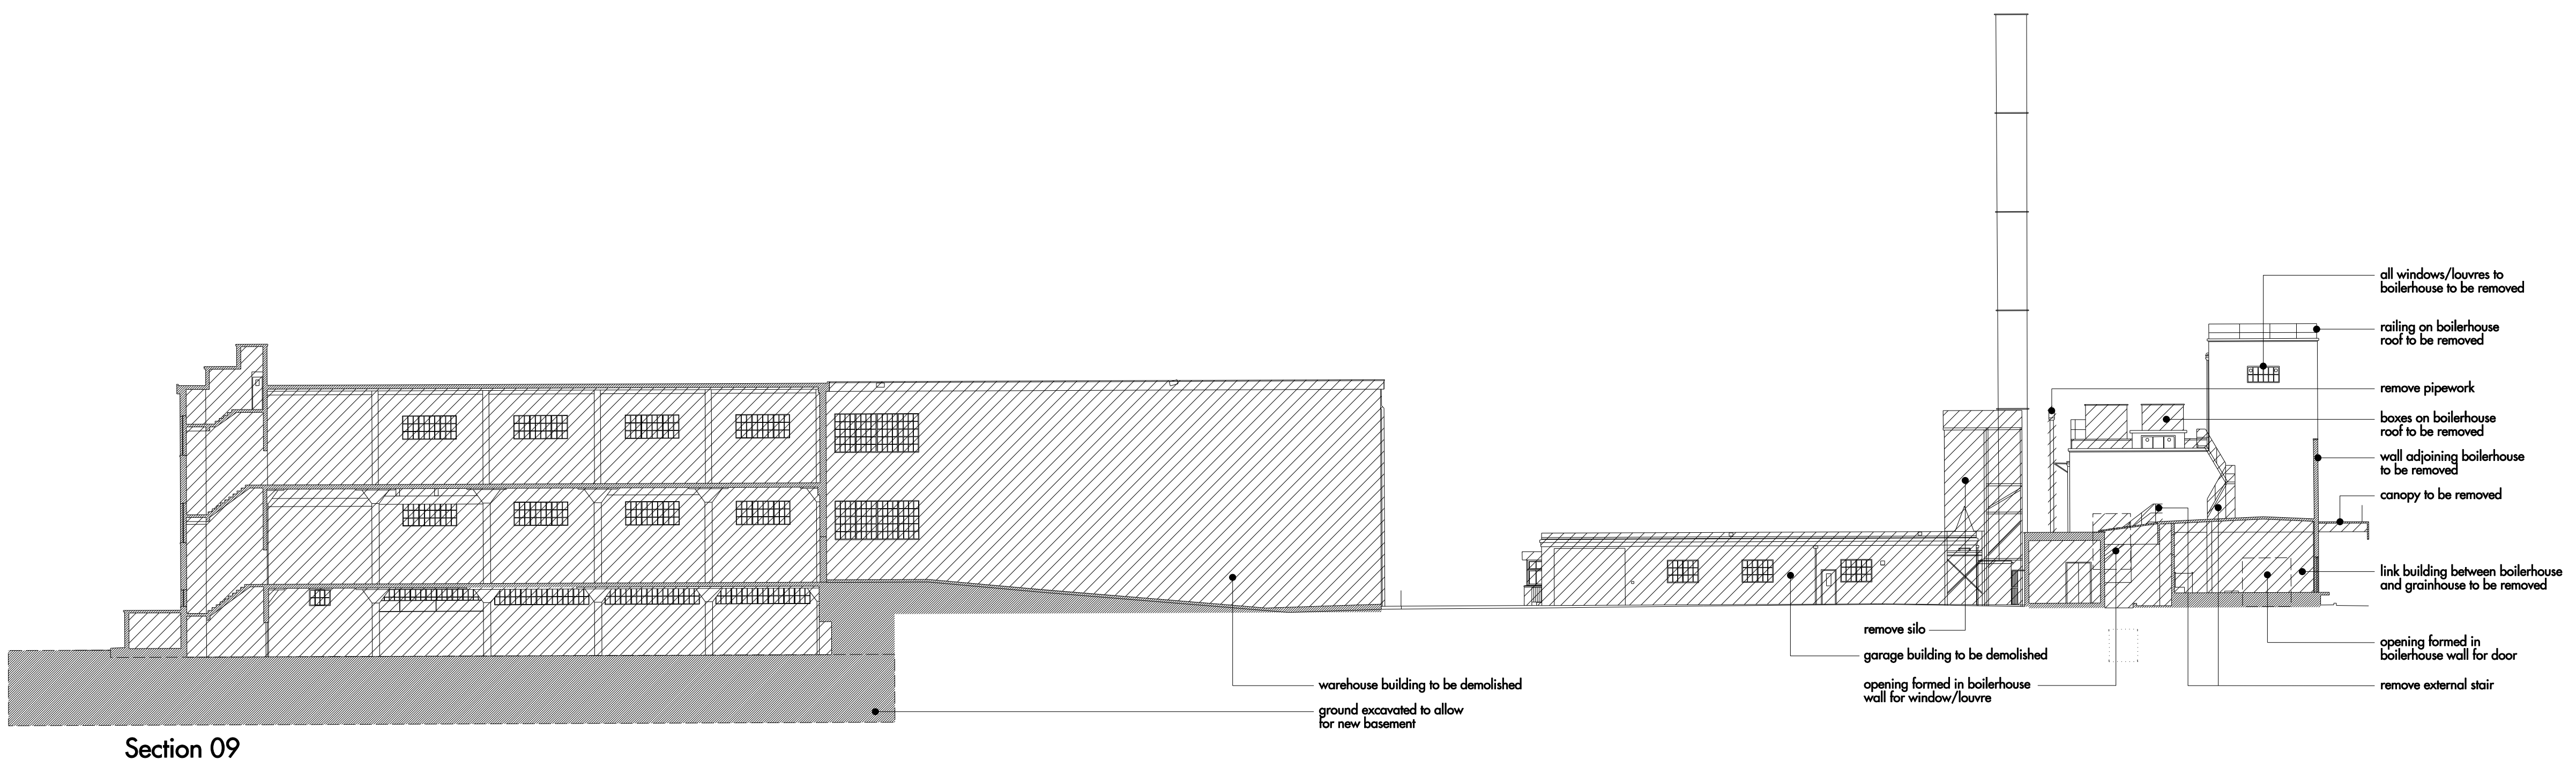 all windows/louvres to
boilerhouse to be removed
railing on boilerhouse
roof to be removed
remove pipework
boxes on boilerhouse
roof to be removed
wall adjoining boilerhouse
to be removed
canopy to be removed
link building between boilerhouse
and grainhouse to be removed
remove silo
opening formed in
boilerhouse wall for door
garage building to be demolished
warehouse building to be demolished
opening formed in boilerhouse
wall for window/louvre
remove external stair
ground excavated to allow
for new basement
Section 09